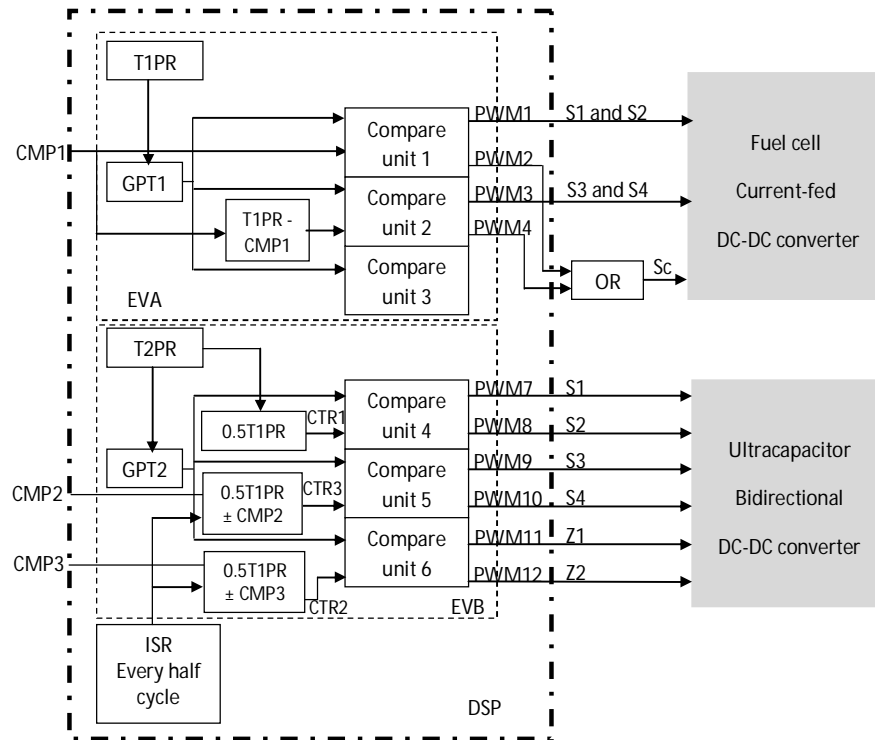 T1PR
CMP1
GPT1
T1PR -
CMP1
Compare
unit 1
Compare
unit 2
Compare
unit 3
EVA
PWM1
S1 and S2
PWM2
PWM3
S3 and S4
PWM4
OR
Sc
Fuel cell
Current-fed
DC-DC converter
T2PR
0.5T1PR
CTR1
GPT2
CMP2
0.5T1PR
± CMP2
CTR3
CMP3
0.5T1PR
± CMP3
CTR2
Compare
unit 4
Compare
unit 5
Compare
unit 6
EVB
PWM7
S1
PWM8
S2
PWM9
S3
PWM10
S4
PWM11
Z1
PWM12
Z2
Ultracapacitor
Bidirectional
DC-DC converter
ISR
Every half
cycle
DSP